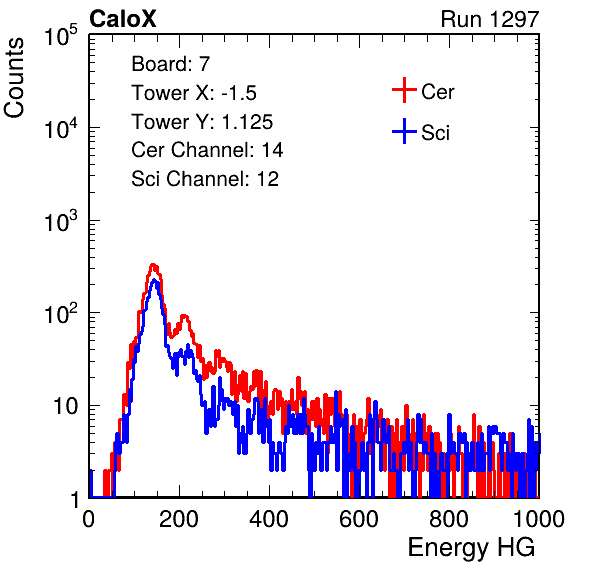 CaloX Run 1297
Counts
10^5
10^4
10^3
10^2
10
1
Board: 7
Tower X: -1.5
Tower Y: 1.125
Cer Channel: 14
Sci Channel: 12
Cer
Sci
0 200 400 600 800 1000
Energy HG